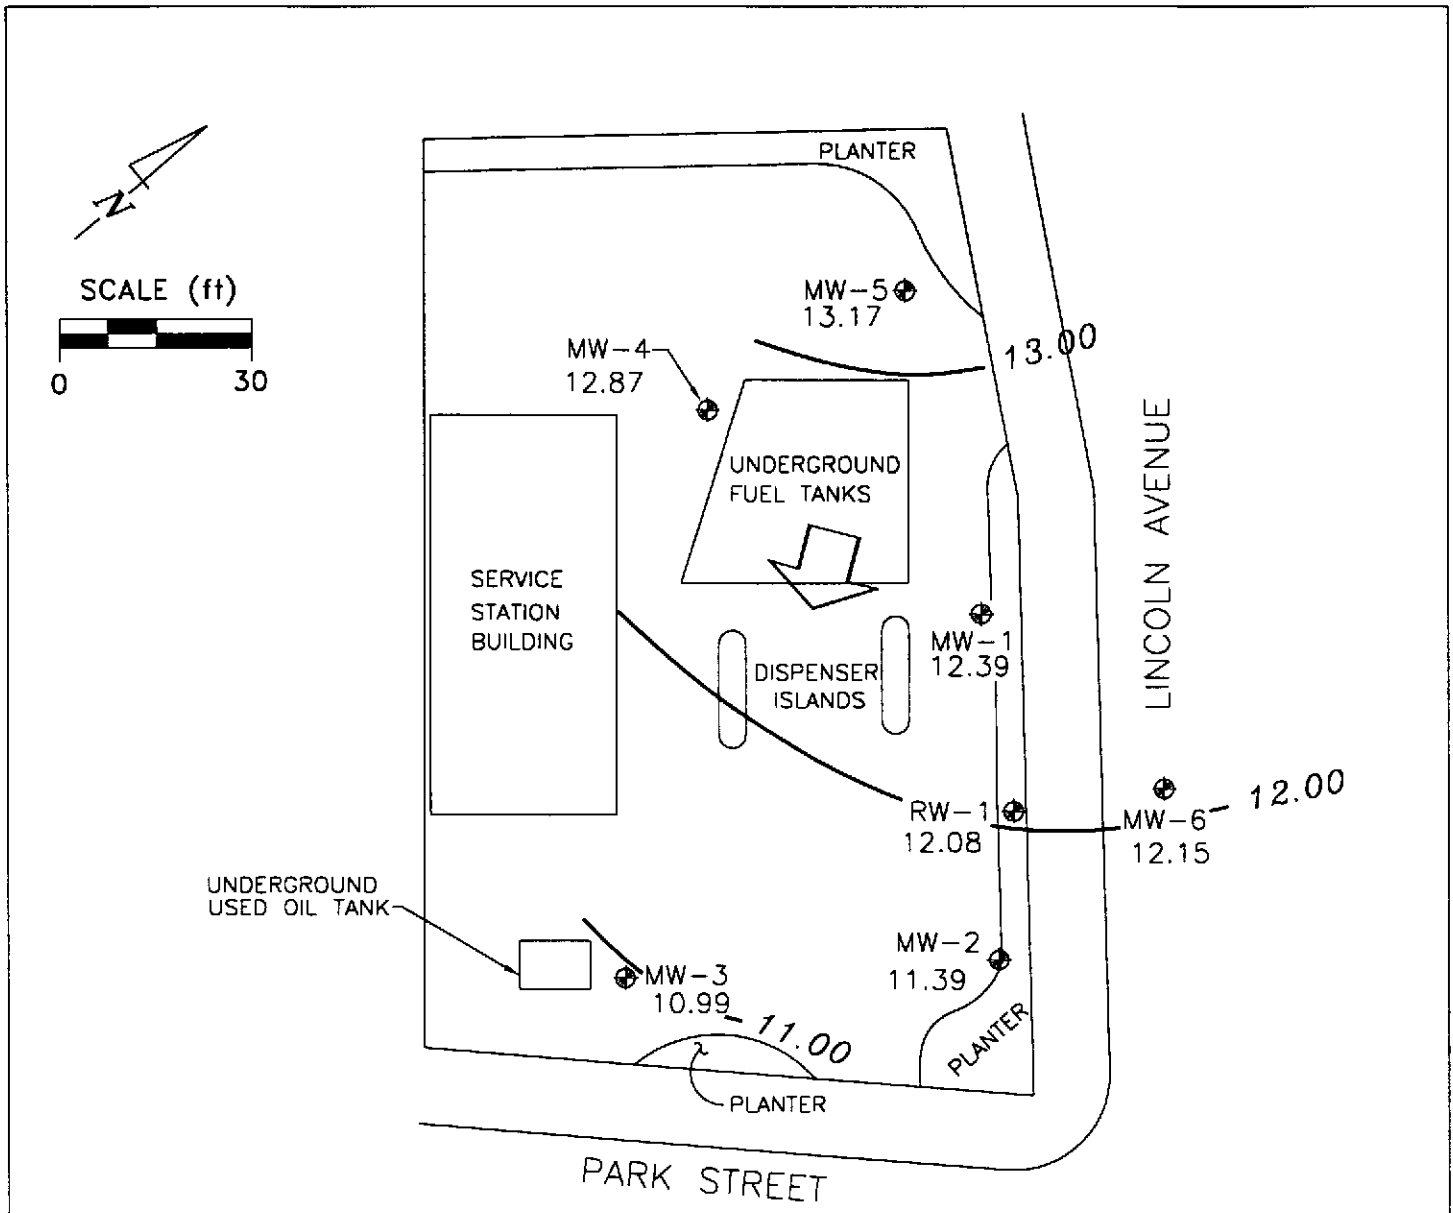 PLANTER
N
SCALE (ft)
0 30
MW-5
13.17
13.00
MW-4
12.87
UNDERGROUND
FUEL TANKS
LINCOLN AVENUE
SERVICE
STATION
BUILDING
MW-1
12.39
DISPENSER
ISLANDS
12.00
RW-1
12.08
MW-6
12.15
UNDERGROUND
USED OIL TANK
MW-2
11.39
MW-3
10.99
11.00
PLANTER
PLANTER
PARK STREET